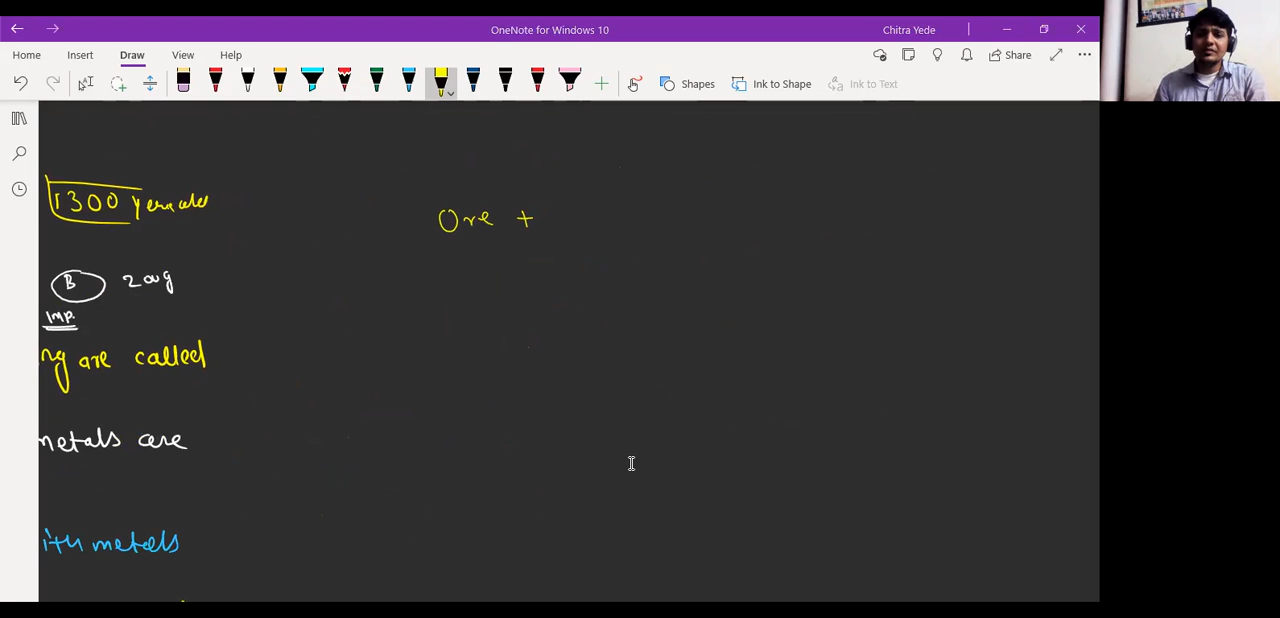 OneNote for Windows 10
Chitra Yede
Home Insert Draw View Help
Share
Shapes Ink to Shape Ink to Text
1300
Ore +
B
Imp.
ng are called
metals are
ith metals